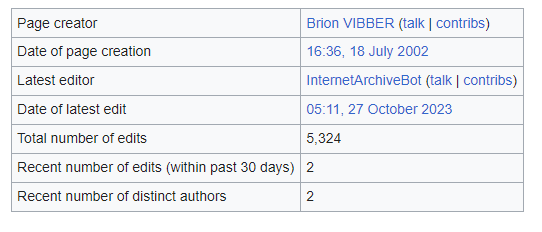 Page creator Brion VIBBER (talk | contribs)
Date of page creation 16:36, 18 July 2002
Latest editor InternetArchiveBot (talk | contribs)
Date of latest edit 05:11, 27 October 2023
Total number of edits 5,324
Recent number of edits (within past 30 days) 2
Recent number of distinct authors 2